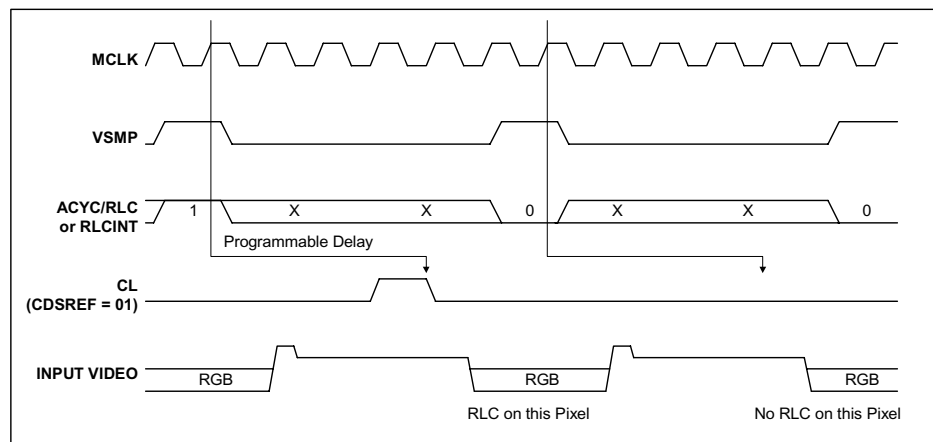 MCLK
VSMP
ACYC/RLC
or RLCINT
1 X X 0 X X 0
Programmable Delay
CL
(CDSREF = 01)
INPUT VIDEO
RGB RGB RGB
RLC on this Pixel No RLC on this Pixel